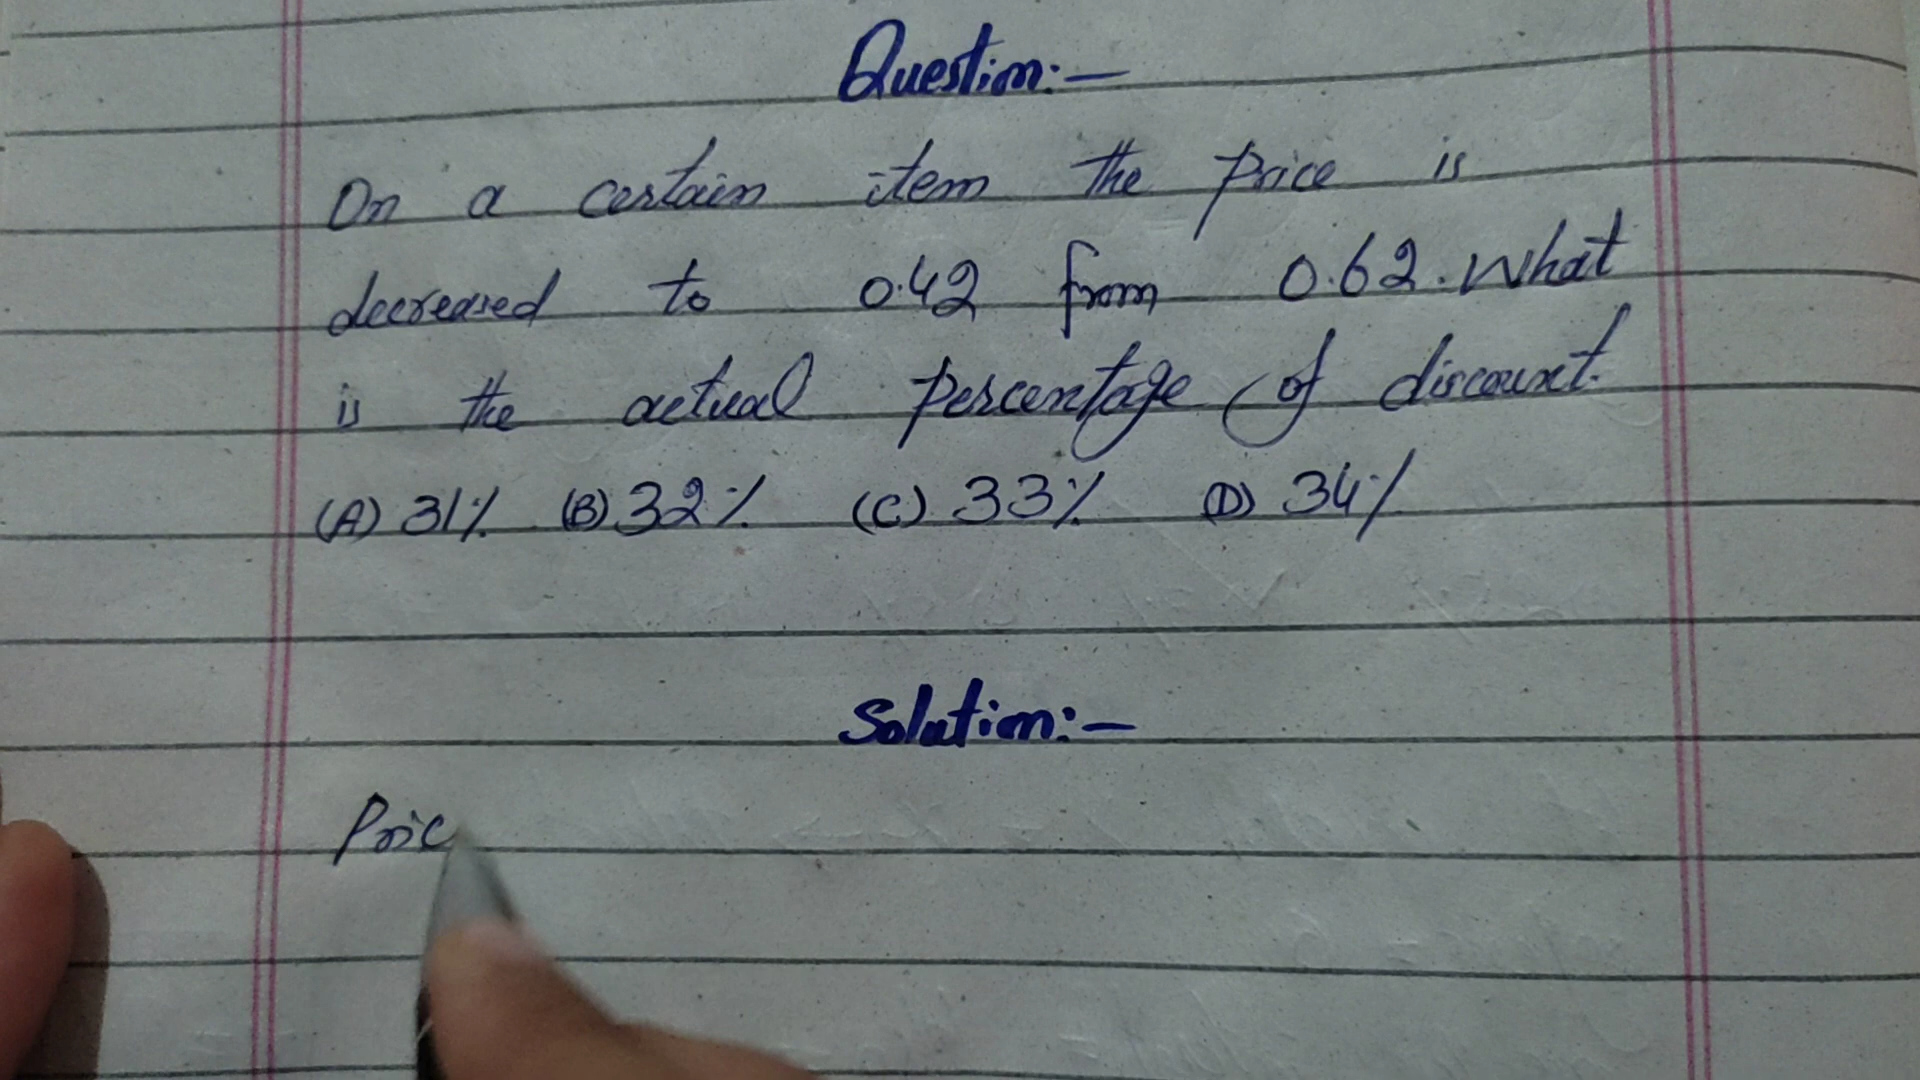 Question:-
On a certain item the Price is
decreased to 0.42 from 0.62. What
is the actual Percentage of discount.
(A) 31% (B) 32% (C) 33% (D) 34%
Solution:-
Pric